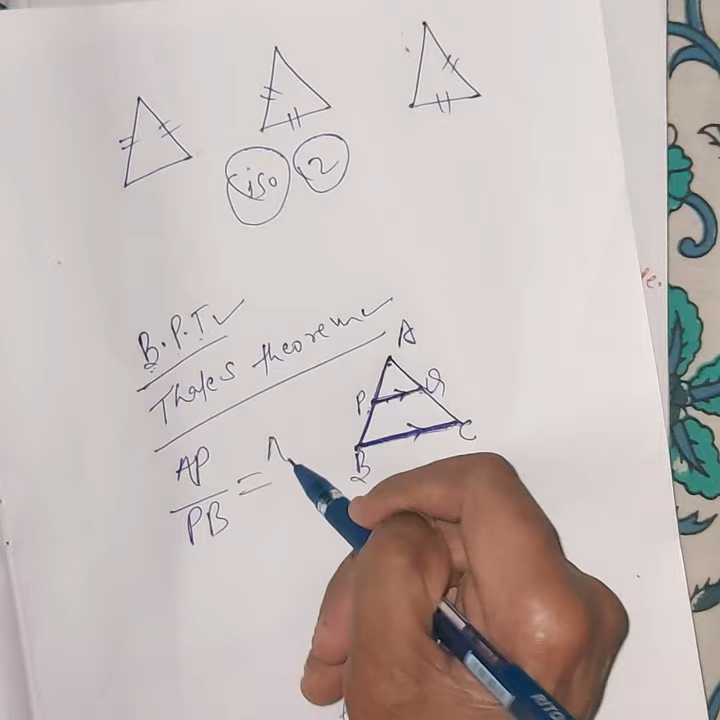 iso 2
B.P.T
Thales theorem
A
P Q
B C
AP
PB =